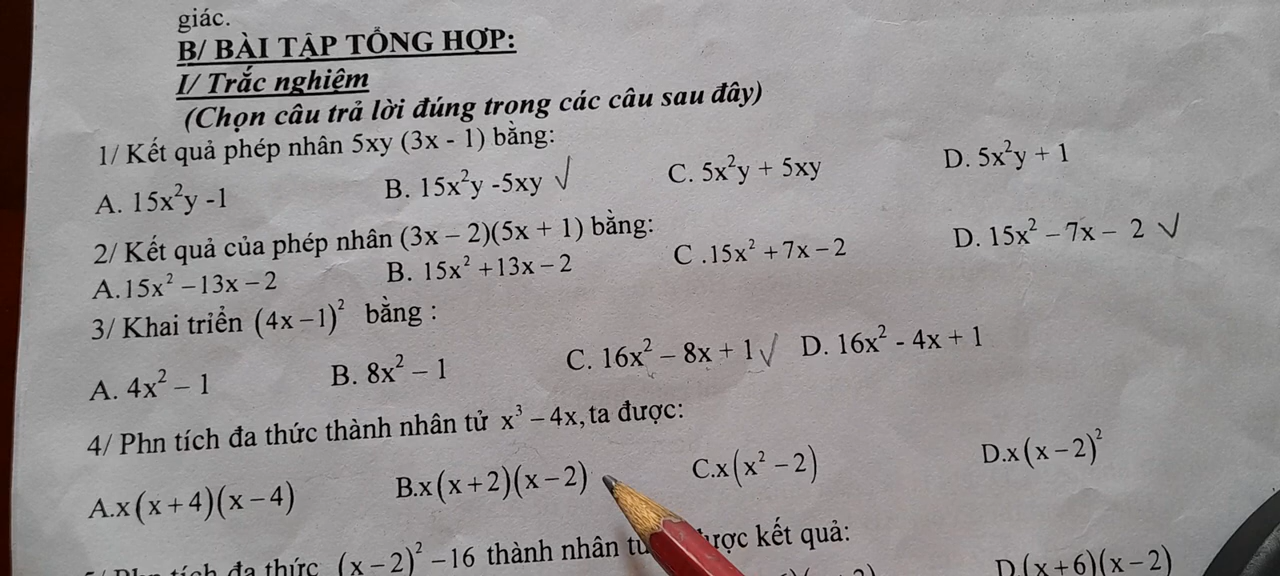 giác.
B/ BÀI TẬP TỔNG HỢP:
I/ Trắc nghiệm
(Chọn câu trả lời đúng trong các câu sau đây)
1/ Kết quả phép nhân 5xy (3x - 1) bằng:
A. 15x²y -1 B. 15x²y -5xy √ C. 5x²y + 5xy D. 5x²y + 1
2/ Kết quả của phép nhân (3x – 2)(5x + 1) bằng:
A.15x² – 13x – 2 B. 15x² +13x – 2 C .15x² + 7x – 2 D. 15x² – 7x – 2 √
3/ Khai triển (4x – 1)² bằng :
A. 4x² – 1 B. 8x² – 1 C. 16x² – 8x + 1 √ D. 16x² - 4x + 1
4/ Phn tích đa thức thành nhân tử x³ – 4x, ta được:
A.x(x+4)(x–4) B.x(x+2)(x–2) C.x(x² – 2) D.x(x–2)²
tích đa thức (x–2)² –16 thành nhân kết quả:
D.(x+6)(x–2)